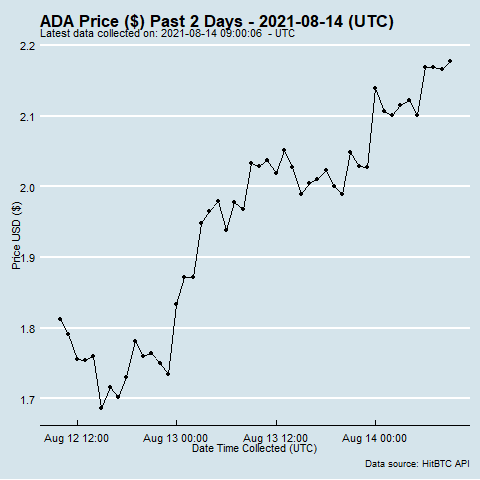 ADA Price ($) Past 2 Days - 2021-08-14 (UTC)
Latest data collected on: 2021-08-14 09:00:06  - UTC
2.2
2.1
2.0
1.9
1.8
1.7
Price USD ($)
Aug 12 12:00 Aug 13 00:00 Aug 13 12:00 Aug 14 00:00
Date Time Collected (UTC)
Data source: HitBTC API